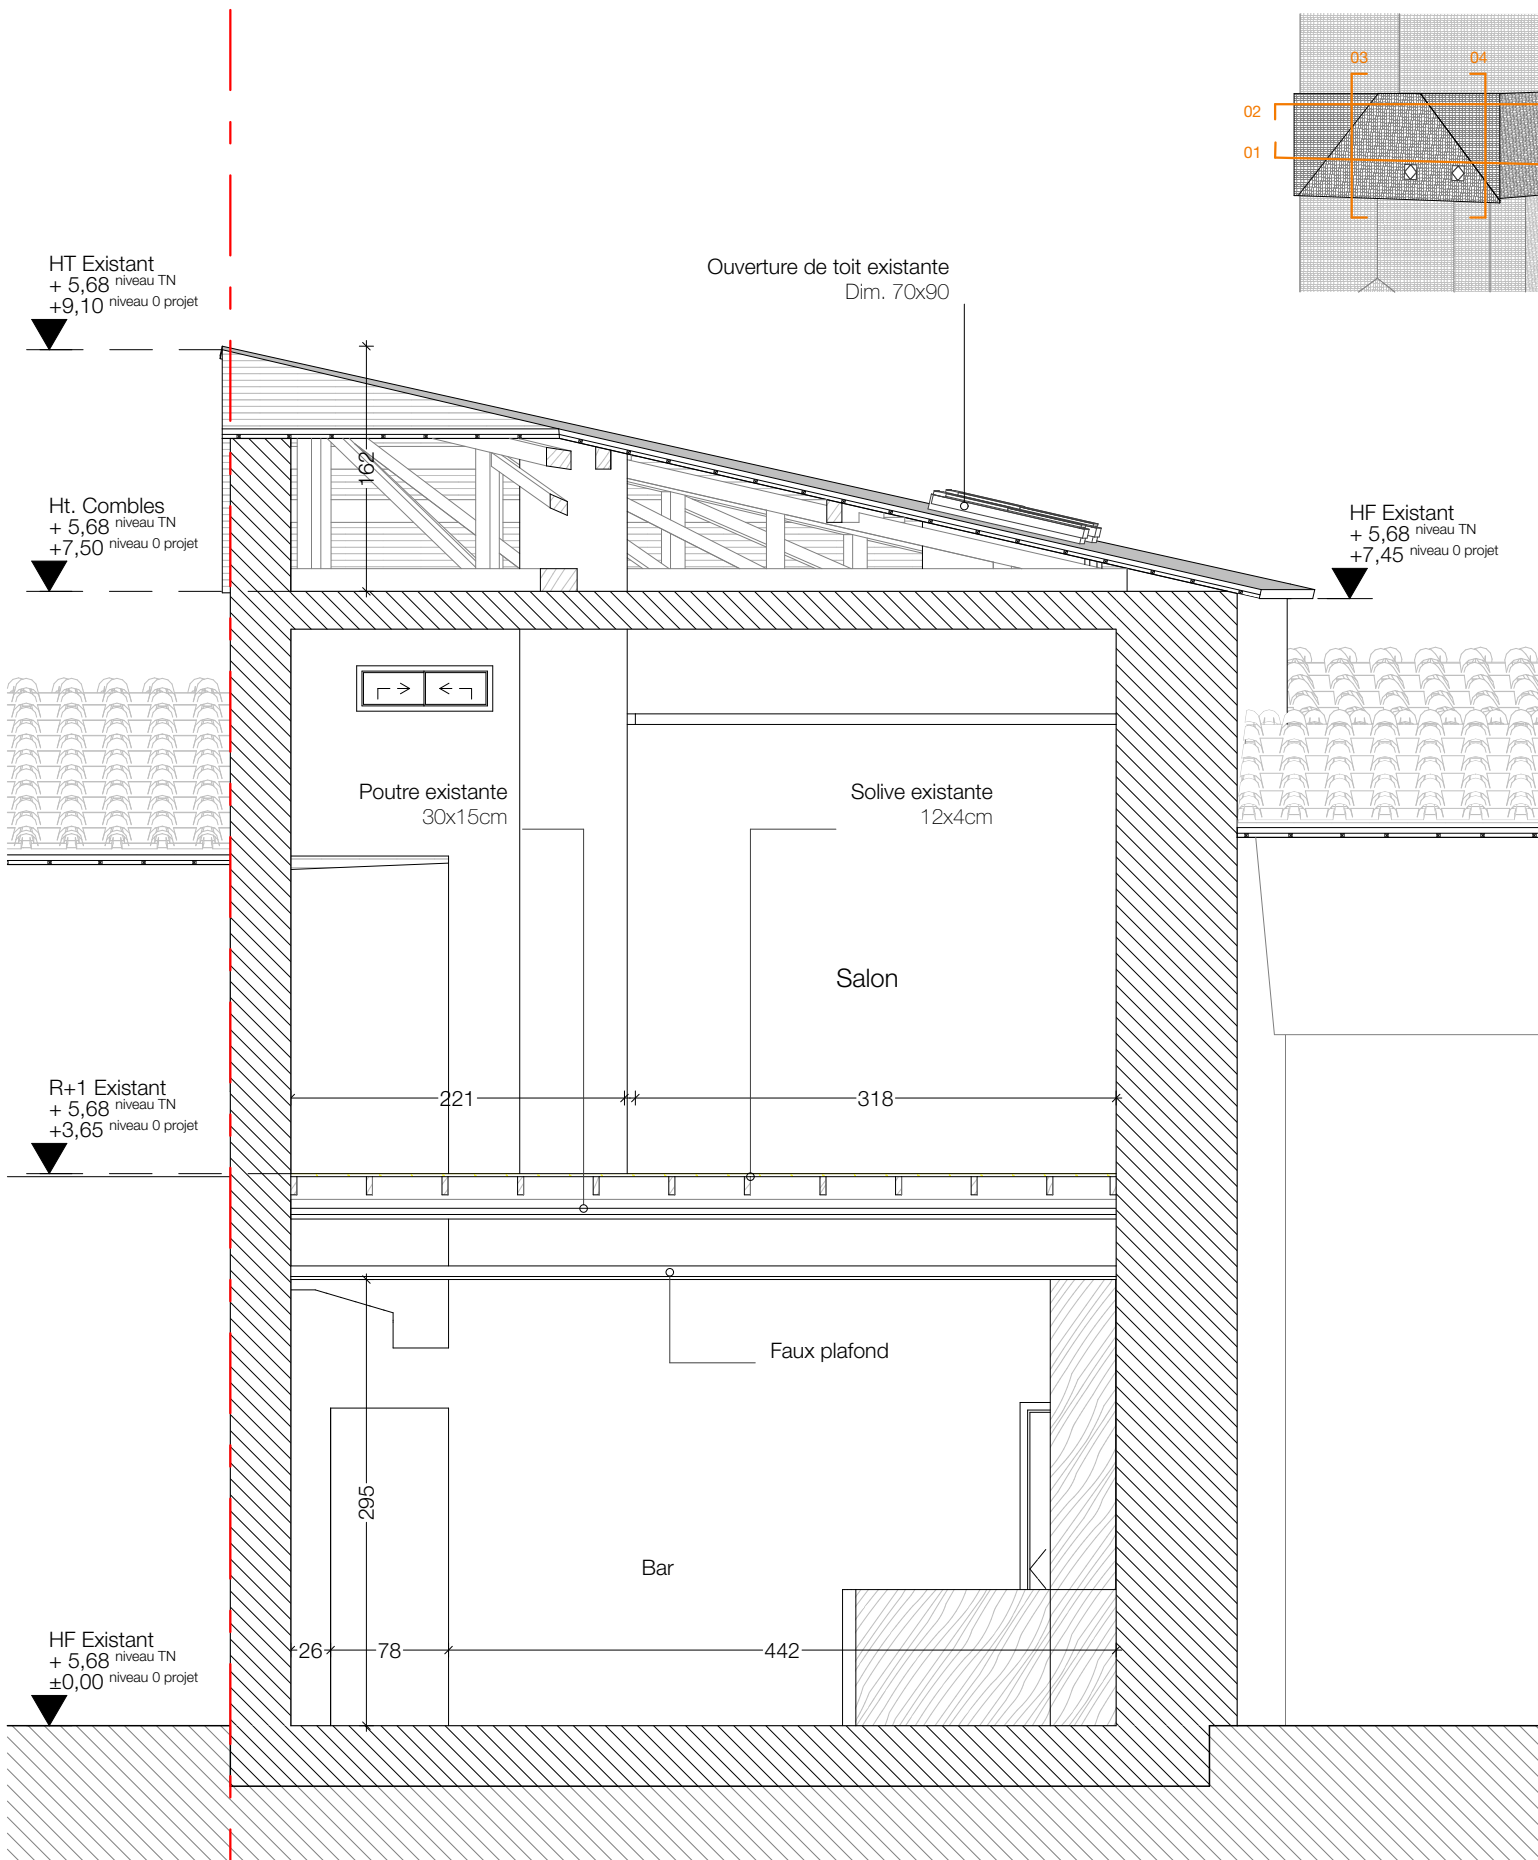 03
04
02
01
HT Existant
+ 5,68 niveau TN
+9,10 niveau 0 projet
Ouverture de toit existante
Dim. 70x90
162
Ht. Combles
+ 5,68 niveau TN
+7,50 niveau 0 projet
HF Existant
+ 5,68 niveau TN
+7,45 niveau 0 projet
Poutre existante
30x15cm
Solive existante
12x4cm
Salon
R+1 Existant
+ 5,68 niveau TN
+3,65 niveau 0 projet
221
318
Faux plafond
295
Bar
HF Existant
+ 5,68 niveau TN
±0,00 niveau 0 projet
26
78
442